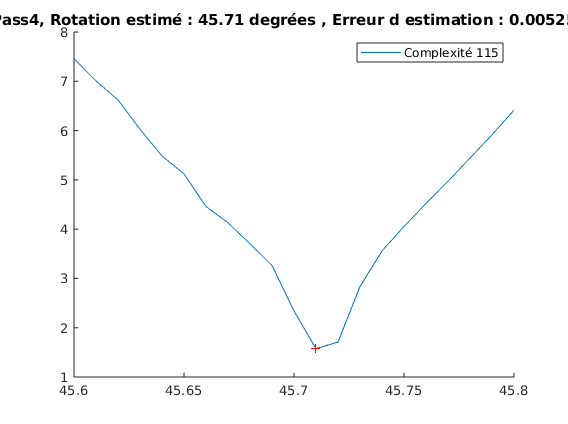 Pass4, Rotation estimé : 45.71 degrées , Erreur d estimation : 0.00525
Complexité 115
8
7
6
5
4
3
2
1
45.6 45.65 45.7 45.75 45.8